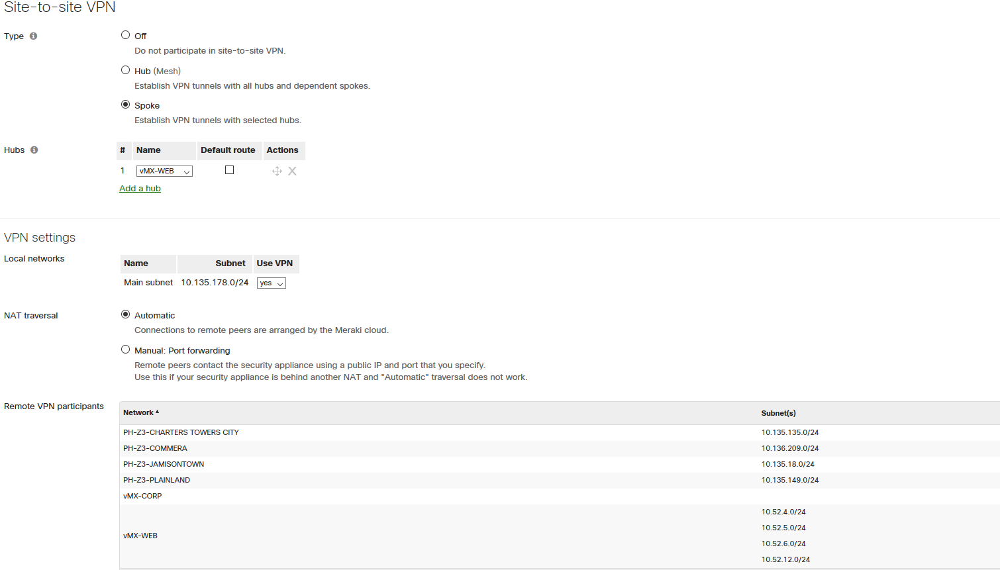 Site-to-site VPN
Type
Off
Do not participate in site-to-site VPN.
Hub (Mesh)
Establish VPN tunnels with all hubs and dependent spokes.
Spoke
Establish VPN tunnels with selected hubs.
Hubs
# Name Default route Actions
1 vMX-WEB
Add a hub
VPN settings
Local networks
Name Subnet Use VPN
Main subnet 10.135.178.0/24 yes
NAT traversal
Automatic
Connections to remote peers are arranged by the Meraki cloud.
Manual: Port forwarding
Remote peers contact the security appliance using a public IP and port that you specify.
Use this if your security appliance is behind another NAT and "Automatic" traversal does not work.
Remote VPN participants
Network Subnet(s)
PH-Z3-CHARTERS TOWERS CITY 10.135.135.0/24
PH-Z3-COMMERA 10.136.209.0/24
PH-Z3-JAMISONTOWN 10.135.18.0/24
PH-Z3-PLAINLAND 10.135.149.0/24
vMX-CORP
vMX-WEB
10.52.4.0/24
10.52.5.0/24
10.52.6.0/24
10.52.12.0/24